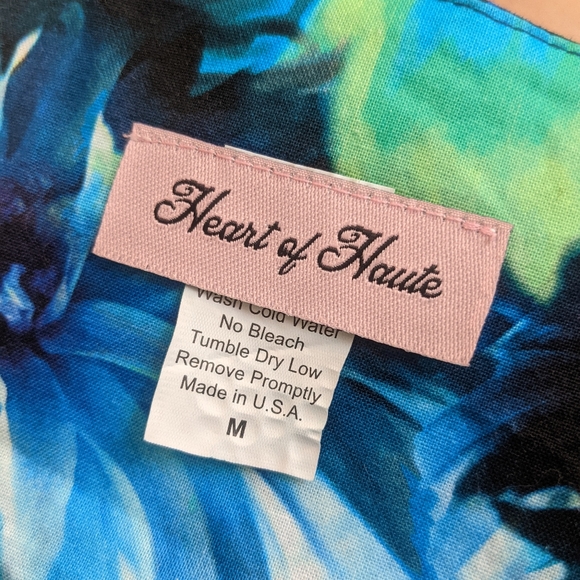 Heart of Haute
Wash Cold Water
No Bleach
Tumble Dry Low
Remove Promptly
Made in U.S.A.
M